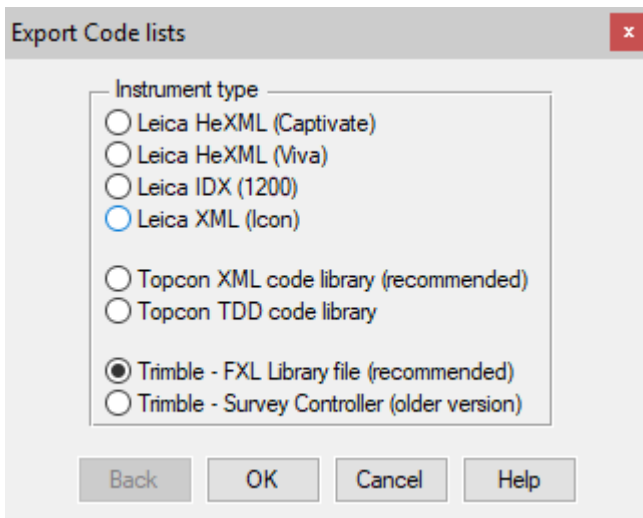 Export Code lists
x
Instrument type
Leica HeXML (Captivate)
Leica HeXML (Viva)
Leica IDX (1200)
Leica XML (Icon)
Topcon XML code library (recommended)
Topcon TDD code library
Trimble - FXL Library file (recommended)
Trimble - Survey Controller (older version)
Back OK Cancel Help